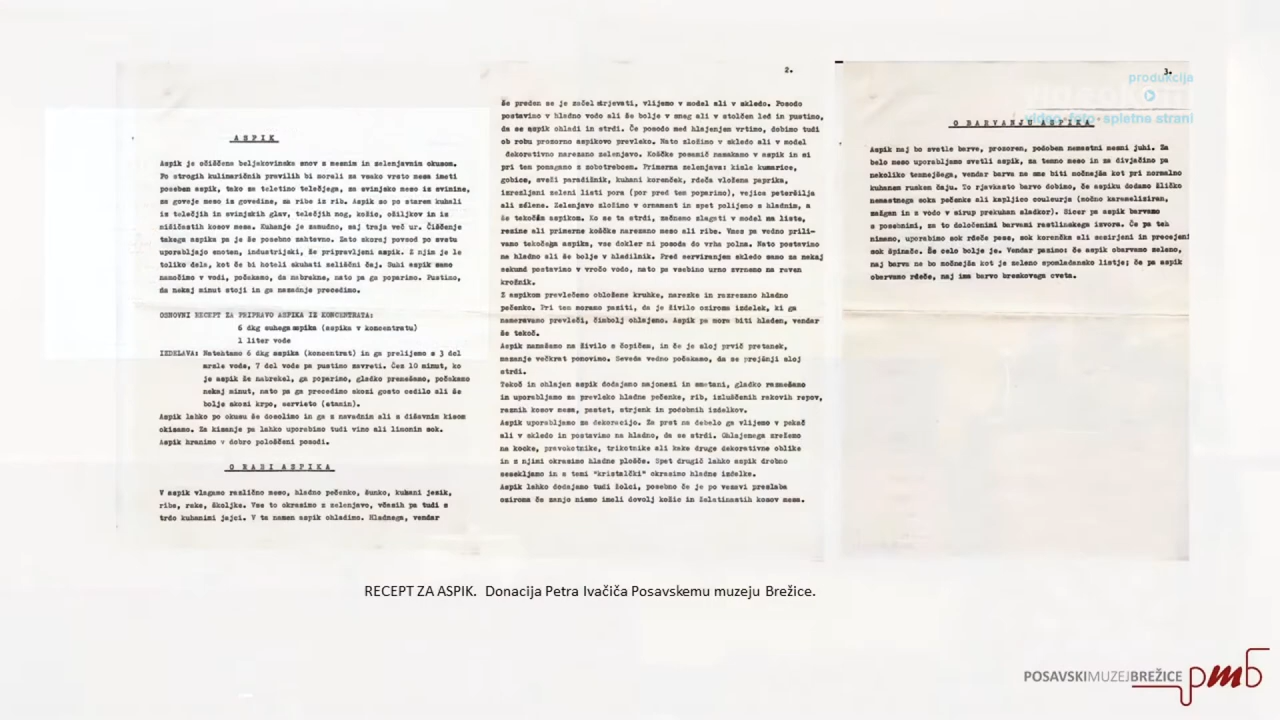 ASPIK
Aspik je očiščena beljakovinska snov z mesnim in zelenjavnim okusom.
Po strogih kulinaričnih pravilih bi morali za vsako vrsto mesa imeti
poseben aspik, tako za teletino telečjega, za svinjsko meso iz svinine,
za goveje meso iz govedine, za ribe iz rib. Aspik so po starem kuhali
iz telečjih in svinjskih glav, telečjih nog, kožic, ošiljkov in iz
nižičastih kosov mesa. Kuhanje je zamudno, saj traja več ur. Čiščenje
takega aspika pa je še posebno zahtevno. Zato skoraj povsod po svetu
uporabljajo enoten, industrijski, že pripravljeni aspik. Z njim je le
toliko dela, kot če bi hoteli skuhati zeliščni čaj. Suhi aspik samo
namočimo v vodi, počakamo, da nabrekne, nato pa ga poparimo. Pustimo,
da nekaj minut stoji in ga nazadnje precedimo.
OSNOVNI RECEPT ZA PRIPRAVO ASPIKA IZ KONCENTRATA:
6 dkg suhega aspika (aspika v koncentratu)
1 liter vode
IZDELAVA: Natehtamo 6 dkg aspika (koncentrat) in ga prelijemo s 3 dcl
mrzle vode, 7 dcl vode pa pustimo zavreti. Čez 10 minut, ko
je aspik že nabrekel, ga poparimo, gladko premešamo, počakamo
nekaj minut, nato pa ga precedimo skozi gosto cedilo ali še
bolje skozi krpo, servieto (etamin).
Aspik lahko po okusu še dosolimo in ga z navadnim ali z dišavnim kisom
okisamo. Za kisanje pa lahko uporabimo tudi vino ali limonin sok.
Aspik hranimo v dobro pološčeni posodi.
O RABI ASPIKA
V aspik vlagamo različno meso, hladno pečenko, šunko, kuhani jezik,
ribe, rake, školjke. Vse to okrasimo z zelenjavo, včasih pa tudi s
trdo kuhanimi jajci. V ta namen aspik ohladimo. Hladnega, vendar
2.
še preden se je začel strjevati, vlijemo v model ali v skledo. Posodo
postavimo v hladno vodo ali še bolje v sneg ali v stolčen led in pustimo,
da se aspik ohladi in strdi. Če posodo med hlajenjem vrtimo, dobimo tudi
ob robu prozorno aspikovo prevleko. Nato zložimo v skledo ali v model
dekorativno narezano zelenjavo. Koščke posamič namakamo v aspik in si
pri tem pomagamo z zobotrebcem. Primerna zelenjava: kisle kumarice,
gobice, sveži paradižnik, kuhani korenček, rdeča vložena paprika,
izrezljani zeleni listi pora (por pred tem poparimo), vejica peteršilja
ali zélene. Zelenjavo zložimo v ornament in spet polijemo s hladnim, a
še tekočim aspikom. Ko se ta strdi, začnemo zlagati v model na liste,
rezine ali primerne koščke narezano meso ali ribe. Vmes pa vedno prili-
vamo tekočega aspika, vse dokler ni posoda do vrha polna. Nato postavimo
na hladno ali še bolje v hladilnik. Pred serviranjem skledo samo za nekaj
sekund postavimo v vročo vodo, nato pa vsebino urno zvrnemo na raven
krožnik.
Z aspikom prevlečemo obložene kruhke, narezke in razrezano hladno
pečenko. Pri tem moramo paziti, da je živilo oziroma izdelek, ki ga
nameravamo prevleči, čimbolj ohlajeno. Aspik pa mora biti hladen, vendar
še tekoč.
Aspik nanašamo na živilo s čopičem, in če je sloj prvič pretanek,
mazanje večkrat ponovimo. Seveda vedno počakamo, da se prejšnji sloj
strdi.
Tekoč in ohlajen aspik dodajamo majonezi in smetani, gladko razmešamo
in uporabljamo za prevleko hladne pečenke, rib, izluščenih rakovih repov,
raznih kosov mesa, paštet, strjenk in podobnih izdelkov.
Aspik uporabljamo za dekoracijo. Za prst na debelo ga vlijemo v pekač
ali v skledo in postavimo na hladno, da se strdi. Ohlajenega zrežemo
na kocke, pravokotnike, trikotnike ali kake druge dekorativne oblike
in z njimi okrasimo hladne plošče. Spet drugič lahko aspik drobno
sesekljamo in s temi "kristalčki" okrasimo hladne izdelke.
Aspik lahko dodajamo tudi žolci, posebno če je po vezavi preslaba
oziroma če zanjo nismo imeli dovolj kožic in želatinastih kosov mesa.
3.
produkcija
video·foto·spletne strani
O BARVANJU ASPIKA
Aspik naj bo svetle barve, prozoren, podoben nemastni mesni juhi. Za
belo meso uporabljamo svetli aspik, za temno meso in za divjačino pa
nekoliko temnejšega, vendar barva ne sme biti močnejša kot pri normalno
kuhanem ruskem čaju. To rjavkasto barvo dobimo, če aspiku dodamo žličko
nemastnega soka pečenke ali kapljico couleurja (močno karameliziran,
zažgan in z vodo v sirup prekuhan sladkor). Sicer pa aspik barvamo
s posebnimi, za to določenimi barvami rastlinskega izvora. Če pa teh
nimamo, uporabimo sok rdeče pese, sok korenčka ali zmečkjeni in precejeni
sok špinače. Še celo bolje je. Vendar pazimo: če aspik obarvamo zeleno,
naj barva ne bo močnejša kot je zeleno spomladansko listje; če pa aspik
obarvamo rdeče, naj ima barvo breskovega cveta.
RECEPT ZA ASPIK. Donacija Petra Ivačiča Posavskemu muzeju Brežice.
POSAVSKIMUZEJBREŽICE pmb